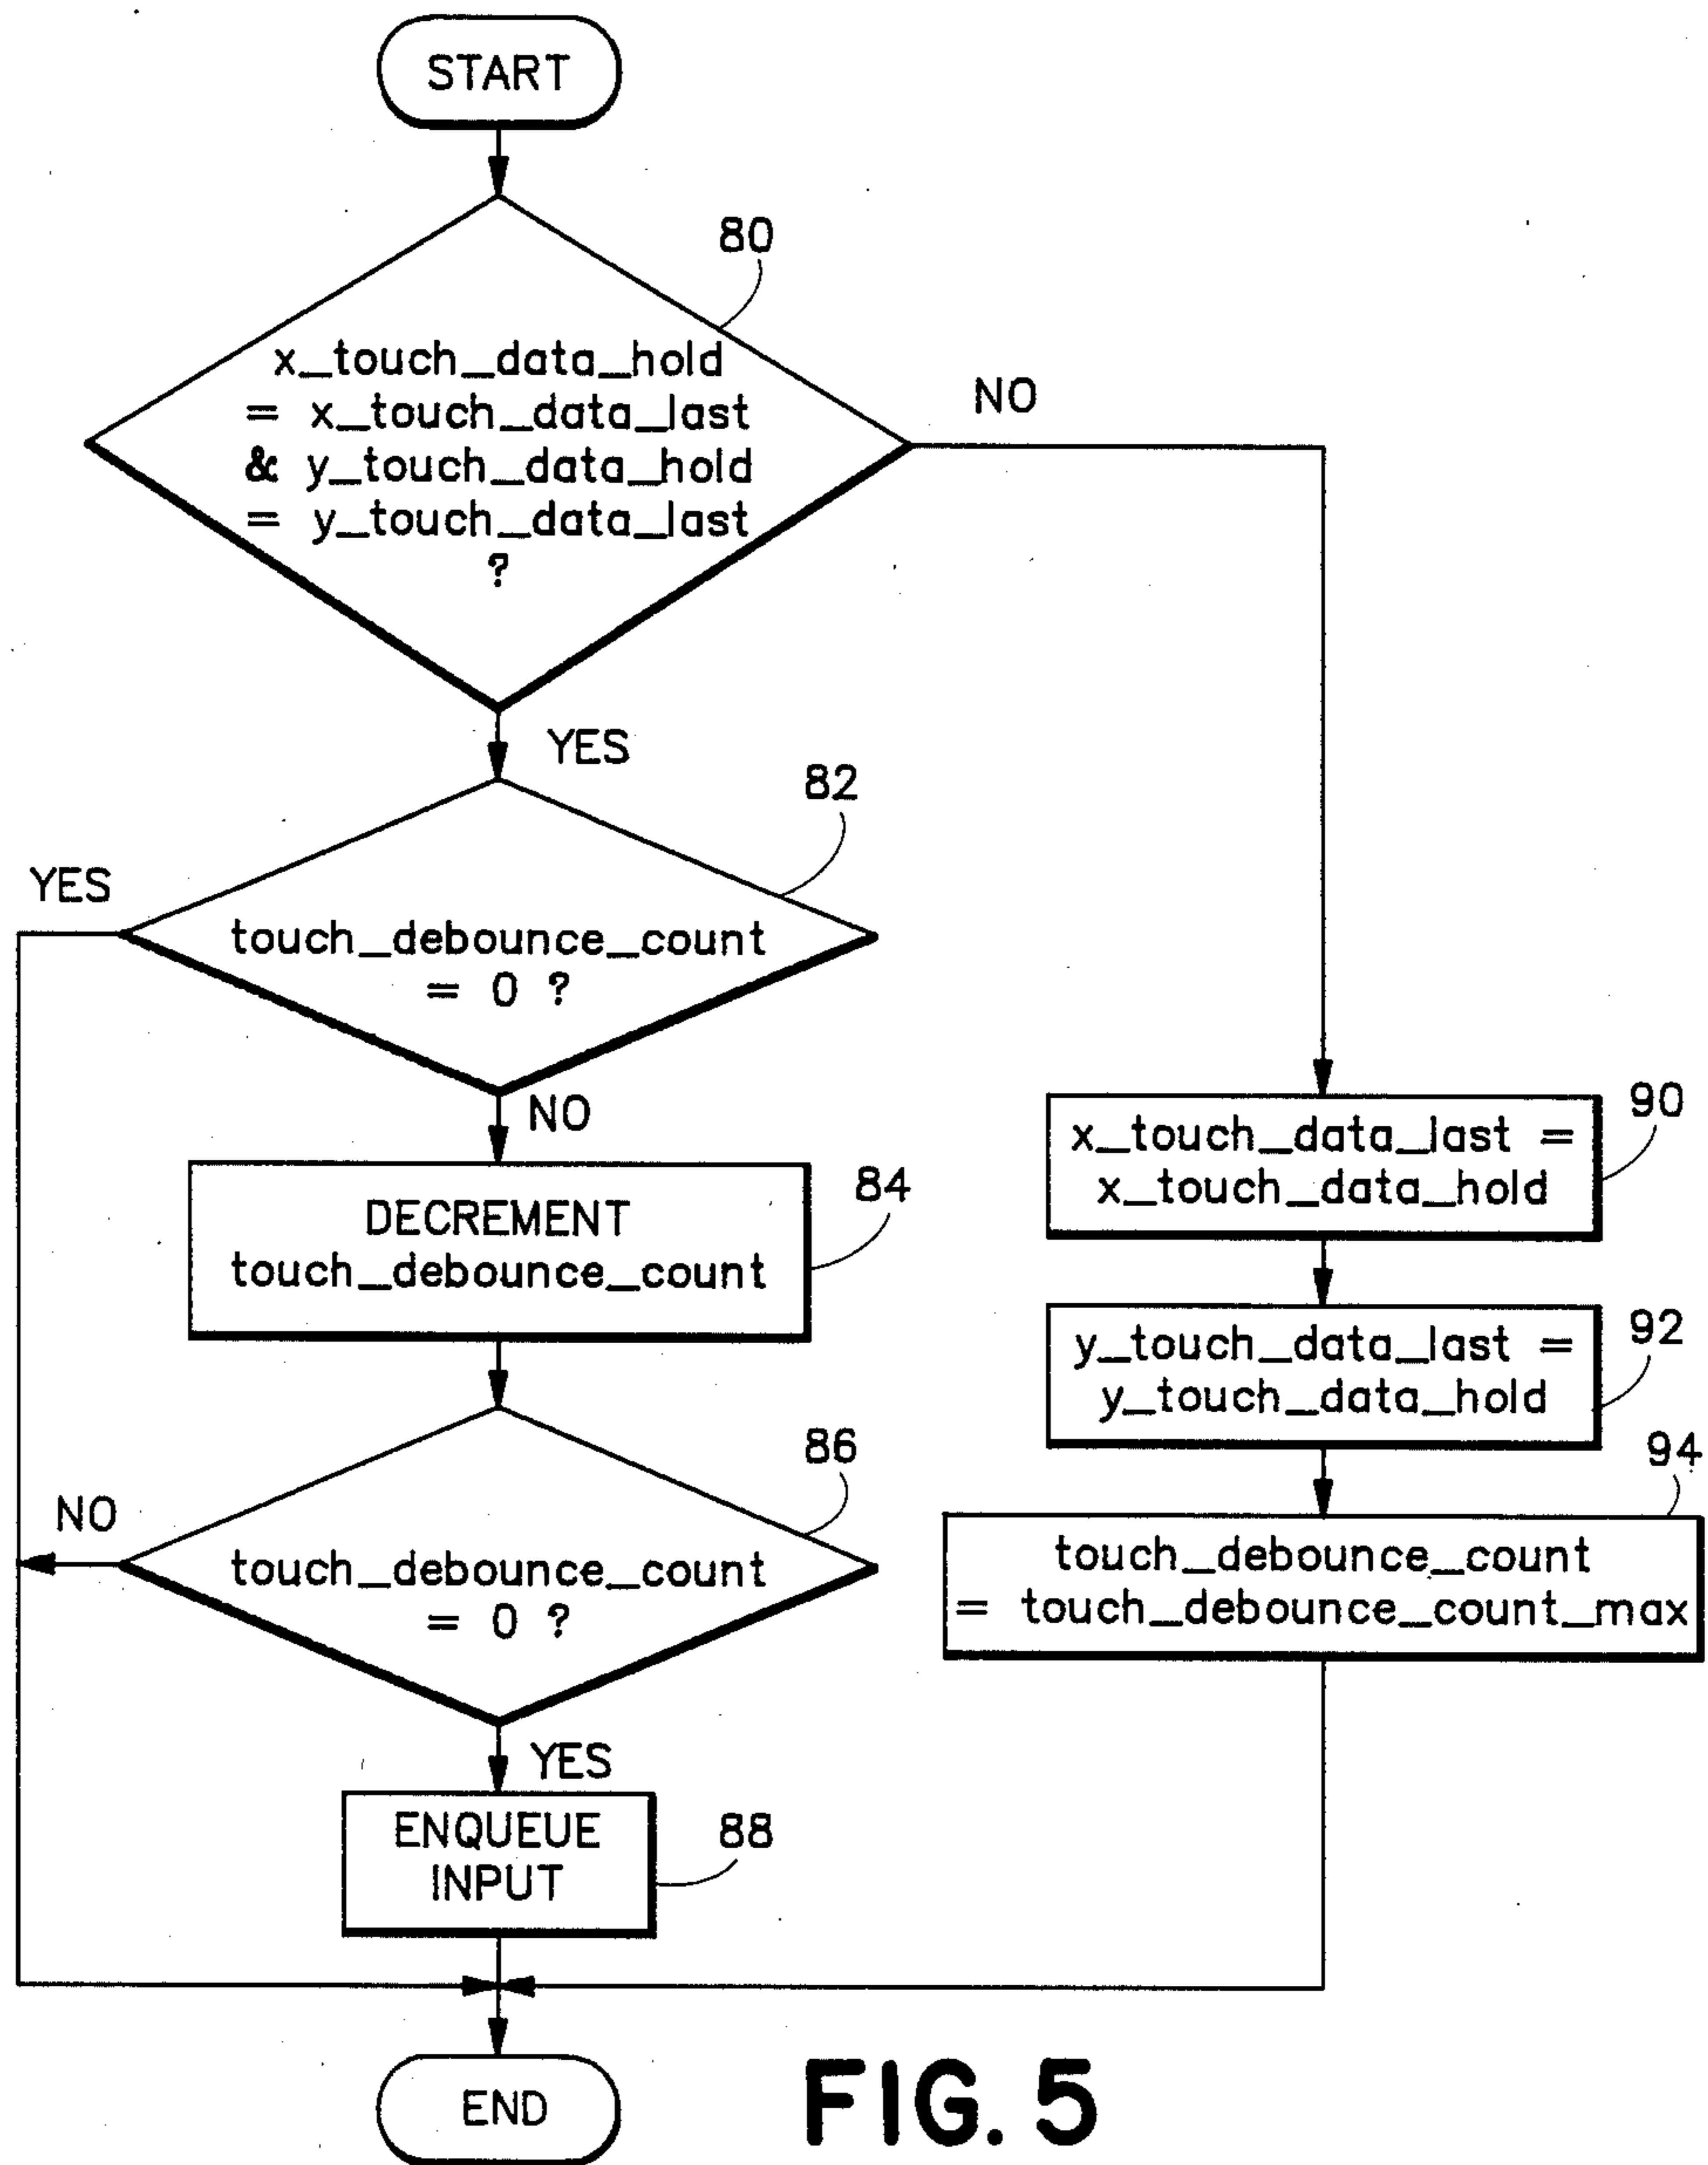 START
80
x_touch_data_hold
= x_touch_data_last
& y_touch_data_hold
= y_touch_data_last
?
NO
YES
82
YES
touch_debounce_count
= 0 ?
NO
DECREMENT
touch_debounce_count
84
86
NO
touch_debounce_count
= 0 ?
YES
ENQUEUE
INPUT
88
x_touch_data_last =
x_touch_data_hold
90
y_touch_data_last =
y_touch_data_hold
92
94
touch_debounce_count
= touch_debounce_count_max
END
FIG. 5